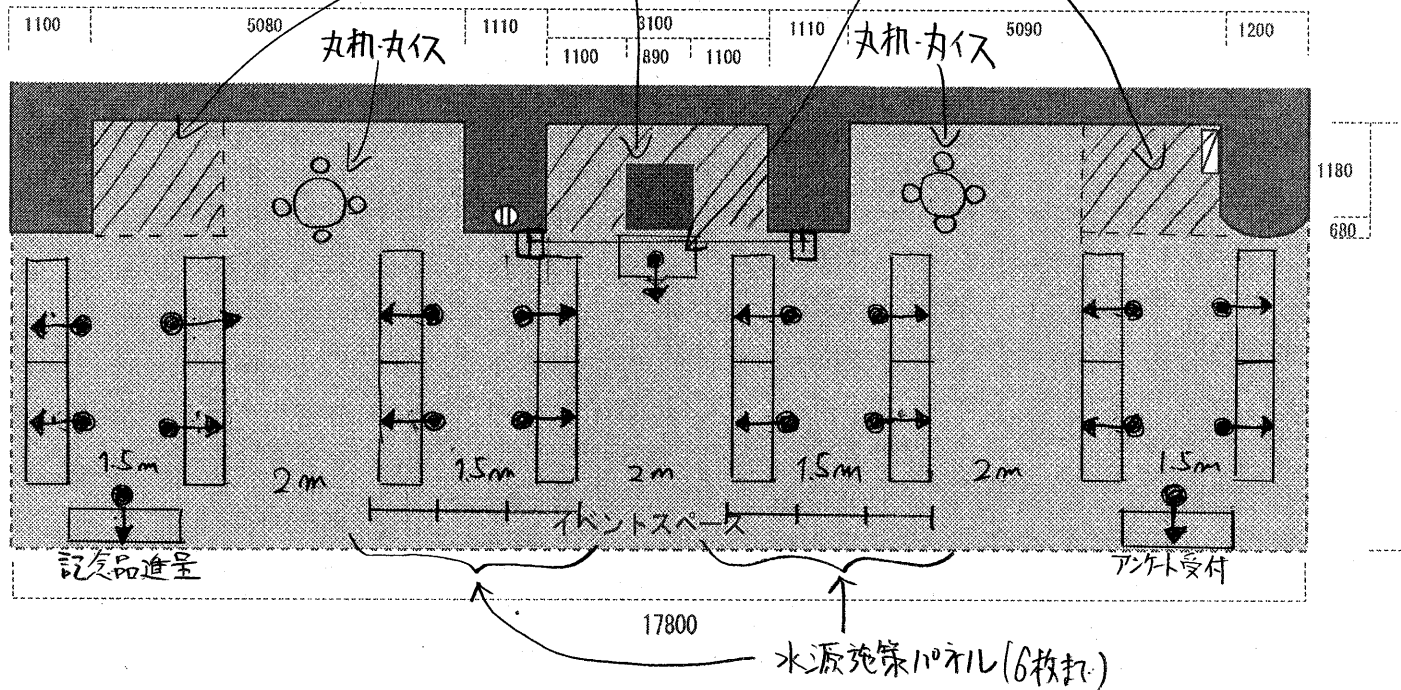 1100 5080 1110 3100 1110 5090 1200
1100 890 1100
丸机・丸イス 丸机・丸イス
1180
680
1.5m 2m 1.5m 2m 1.5m 2m 1.5m
イベントスペース
記念品進呈 アンケート受付
17800
水源施策パネル(6枚まで)